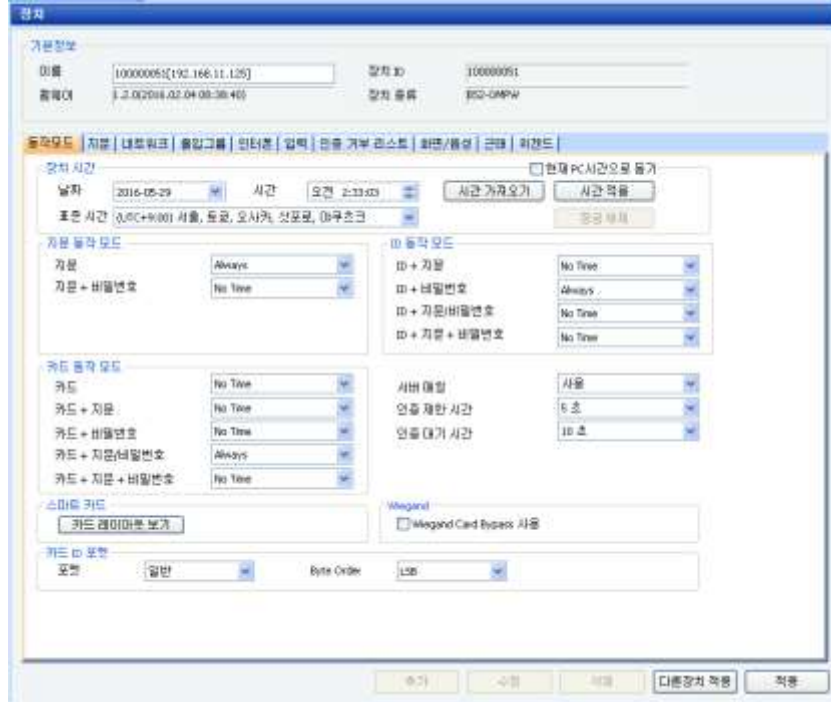 장치
기본정보
이름 100000051[192.168.11.125] 장치 ID 100000051
펌웨어 1.2.0(2016.02.04 08:38:40) 장치 종류 BS2-OMPW
동작모드 지문 네트워크 출입그룹 인터폰 입력 인증 거부 리스트 화면/음성 근태 위갠드
장치 시간 현재 PC시간으로 동기
날짜 2016-05-29 시간 오전 2:33:03 시간 가져오기 시간 적용
표준 시간 (UTC+9:00) 서울, 도쿄, 오사카, 삿포로, 야쿠츠크 잠금 해제
지문 동작 모드
지문 Always
지문 + 비밀번호 No Time
ID 동작 모드
ID + 지문 No Time
ID + 비밀번호 Always
ID + 지문/비밀번호 No Time
ID + 지문 + 비밀번호 No Time
카드 동작 모드
카드 No Time
카드 + 지문 No Time
카드 + 비밀번호 No Time
카드 + 지문/비밀번호 Always
카드 + 지문 + 비밀번호 No Time
서버 매칭 사용
인증 제한 시간 5 초
인증 대기 시간 10 초
스마트 카드
카드 레이아웃 보기
Wiegand
Wiegand Card Bypass 사용
카드 ID 포맷
포맷 일반 Byte Order LSB
추가 수정 삭제 다른장치 적용 적용